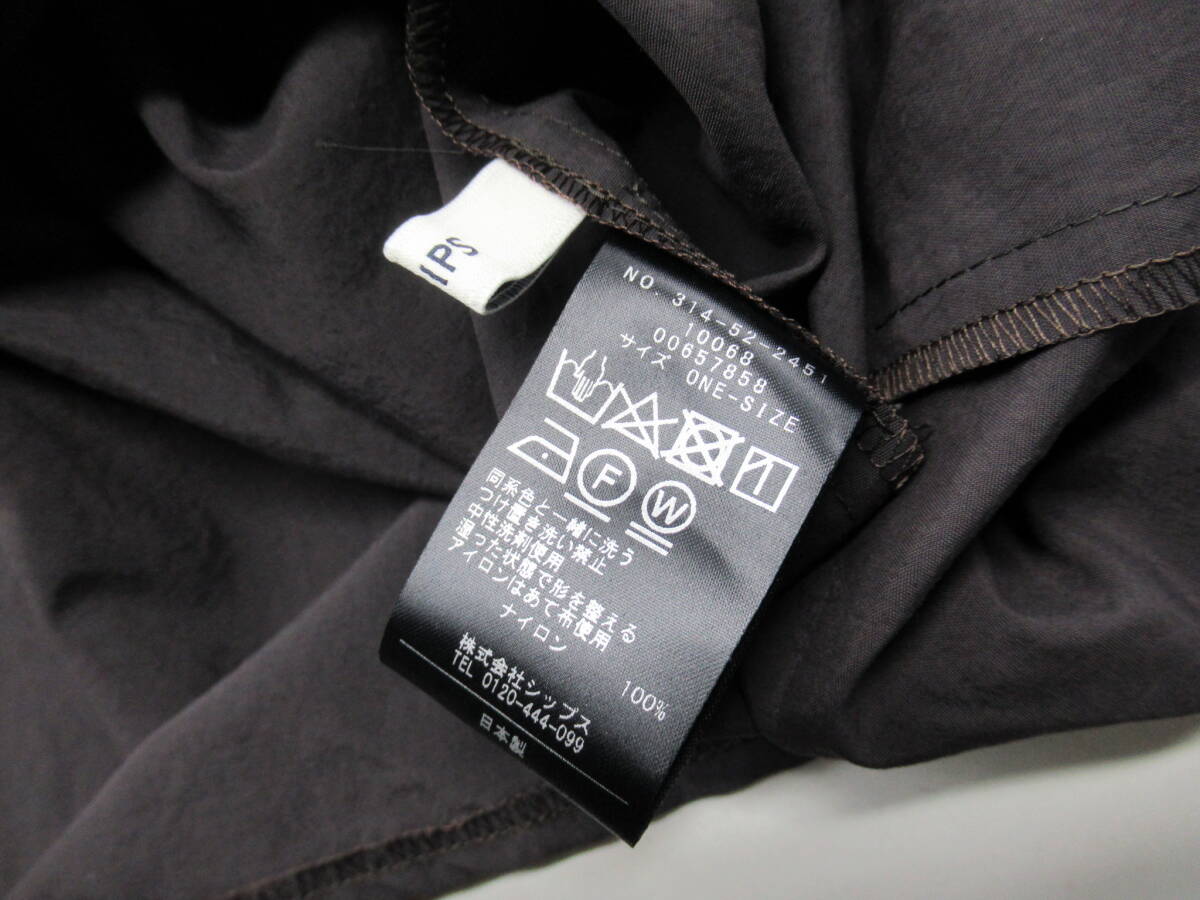 IPs
NO. 314-52-2451
10068
00657858
サイズ ONE-SIZE
F W
同系色と一緒に洗う
つけ置き洗い禁止
中性洗剤使用
湿った状態で形を整える
アイロンはあて布使用
ナイロン 100%
株式会社シップス
TEL 0120-444-099
日本製